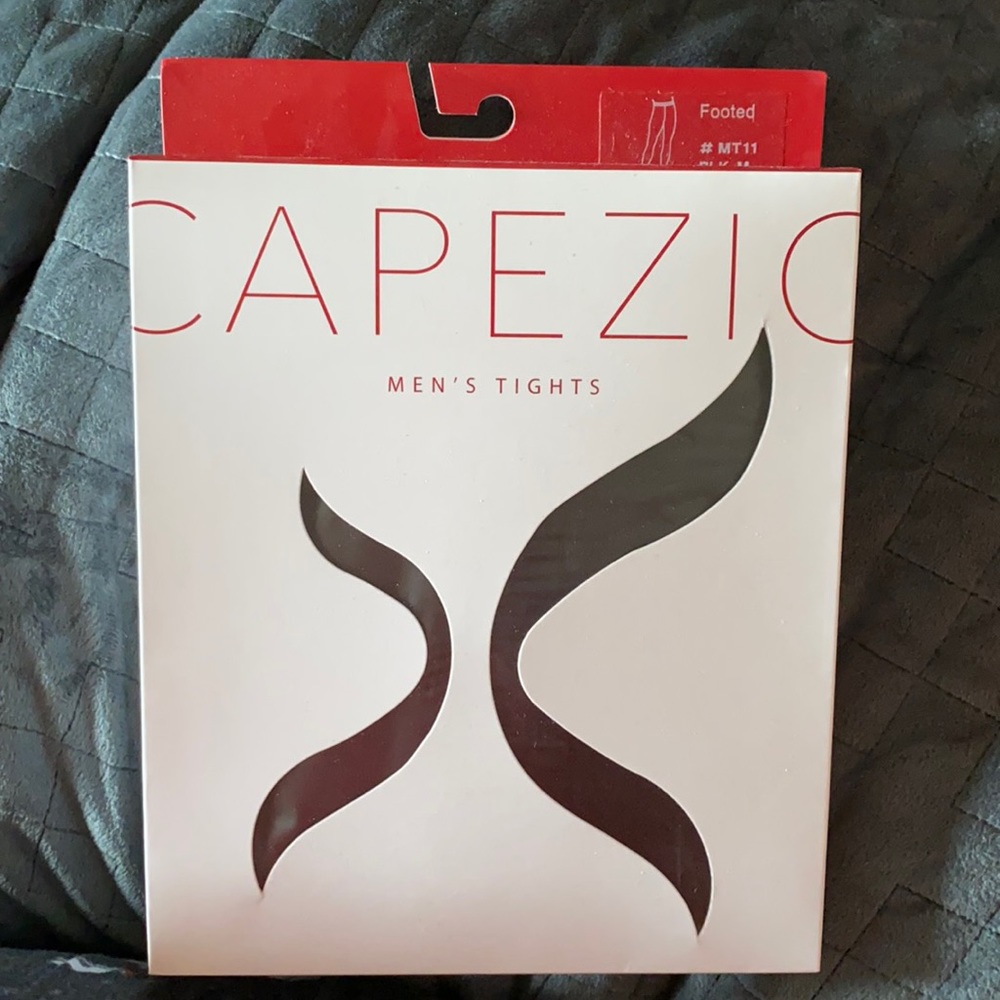 Footed
# MT11
CAPEZIO
MEN'S TIGHTS